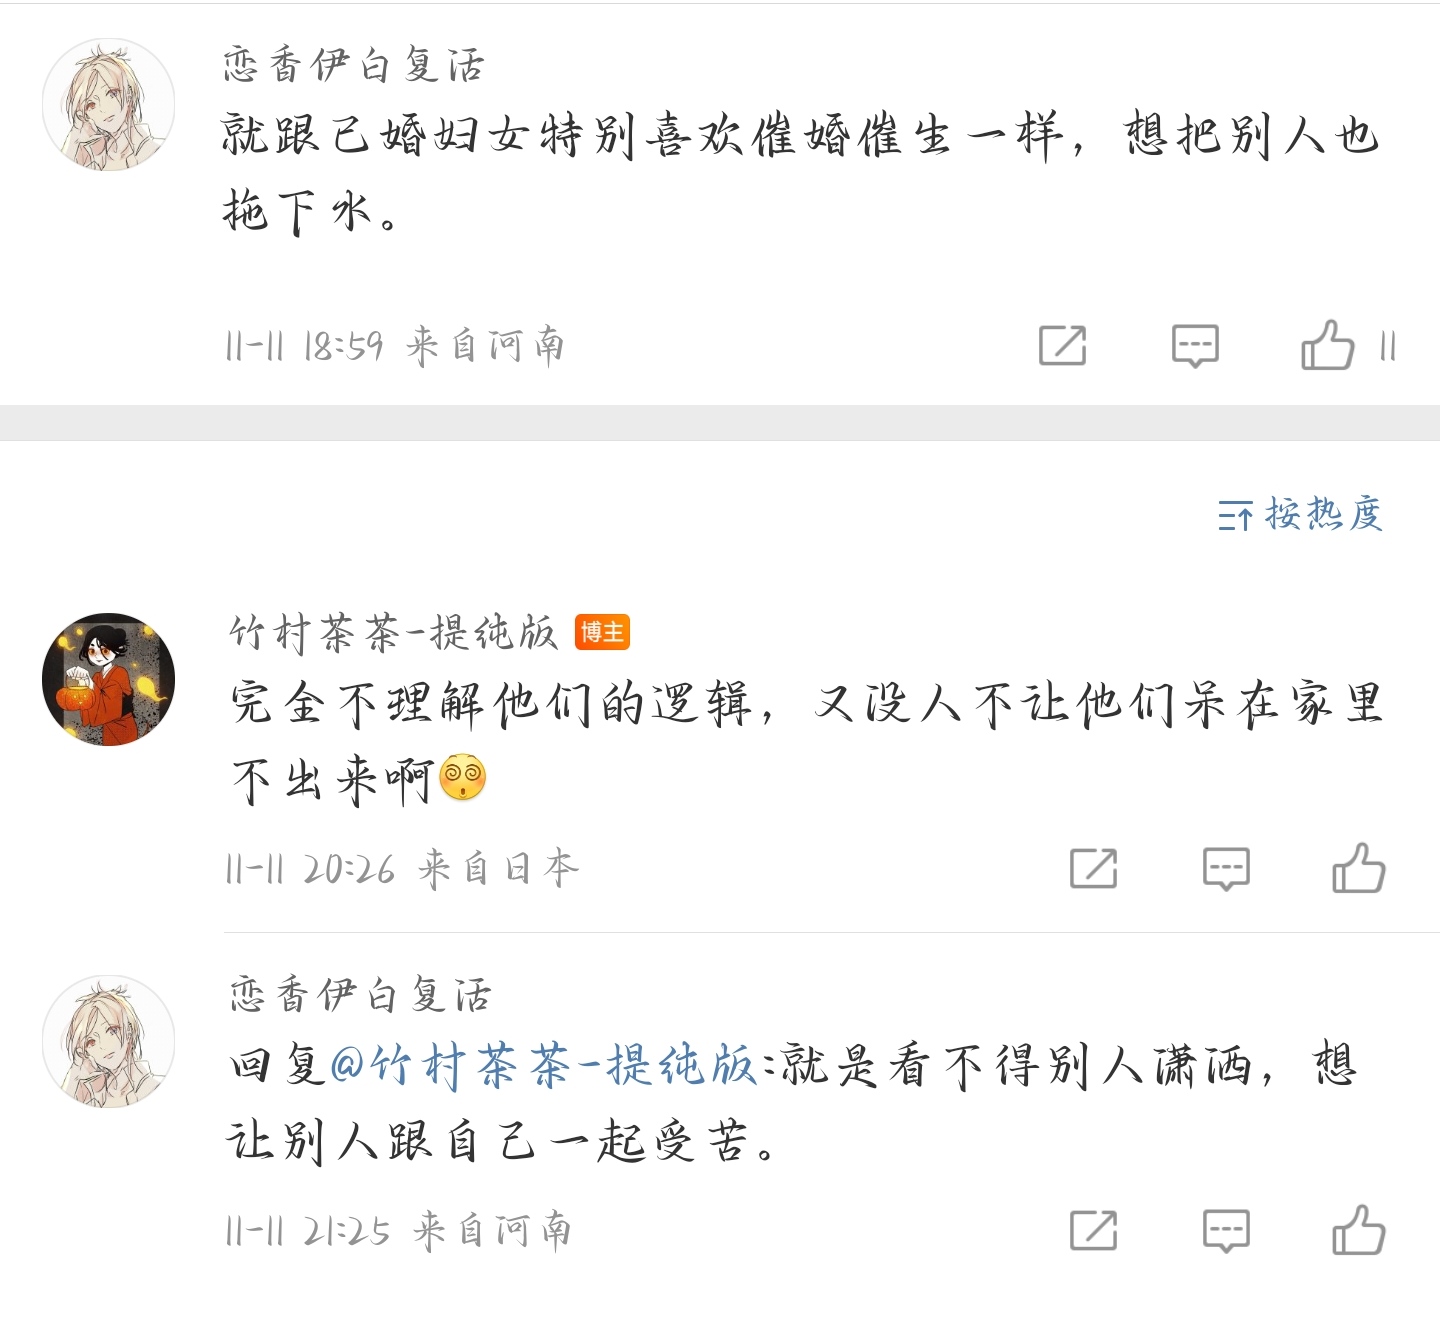 恋香伊白复活
就跟已婚妇女特别喜欢催婚催生一样，想把别人也
拖下水。
11-11 18:59 来自河南
11
按热度
竹村茶茶-提纯版 博主
完全不理解他们的逻辑，又没人不让他们呆在家里
不出来啊
11-11 20:26 来自日本
恋香伊白复活
回复@竹村茶茶-提纯版:就是看不得别人潇洒，想
让别人跟自己一起受苦。
11-11 21:25 来自河南